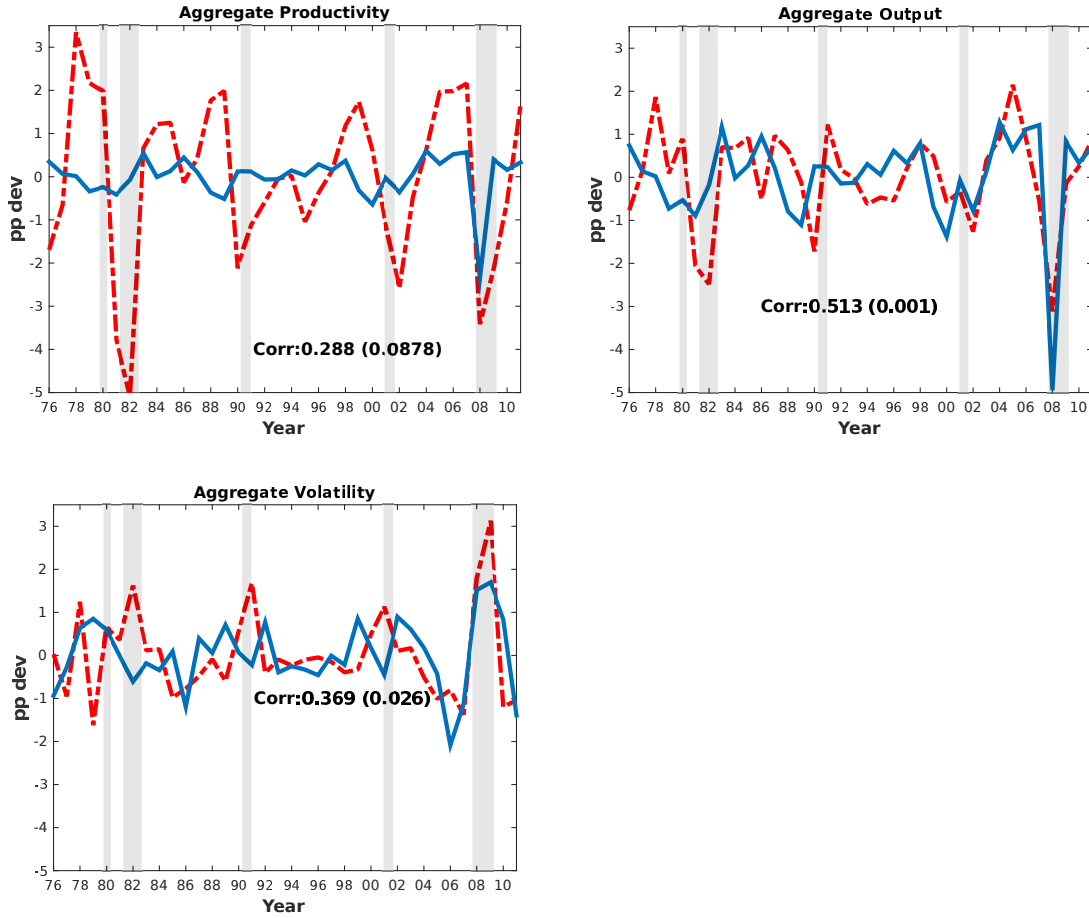 Aggregate Productivity
3
2
1
0
-1
-2
-3
-4
-5
pp dev
Corr:0.288 (0.0878)
76 78 80 82 84 86 88 90 92 94 96 98 00 02 04 06 08 10
Year
Aggregate Output
3
2
1
0
-1
-2
-3
-4
-5
pp dev
Corr:0.513 (0.001)
76 78 80 82 84 86 88 90 92 94 96 98 00 02 04 06 08 10
Year
Aggregate Volatility
3
2
1
0
-1
-2
-3
-4
-5
pp dev
Corr:0.369 (0.026)
76 78 80 82 84 86 88 90 92 94 96 98 00 02 04 06 08 10
Year